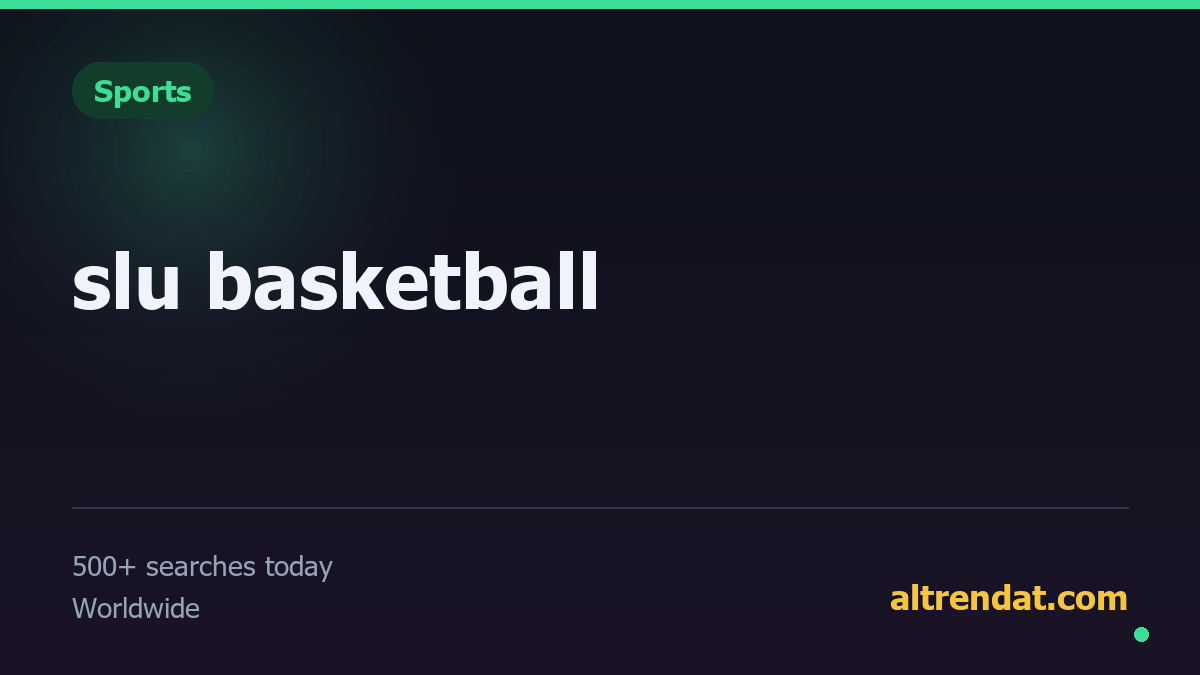 Sports
slu basketball
500+ searches today
Worldwide
altrendat.com